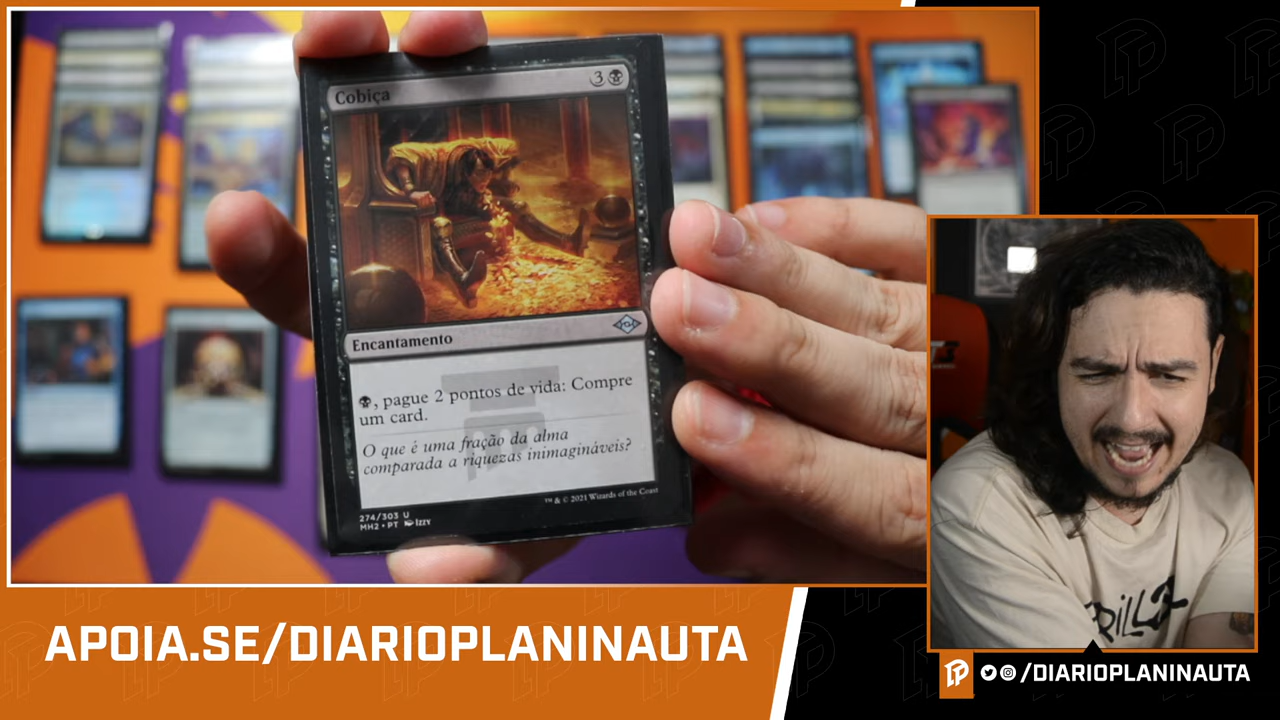 Cobiça
3
Encantamento
, pague 2 pontos de vida: Compre
um card.
O que é uma fração da alma
comparada a riquezas inimagináveis?
™ & © 2021 Wizards of the Coast
274/303 U
MH2 • PT IZZY
APOIA.SE/DIARIOPLANINAUTA
/DIARIOPLANINAUTA